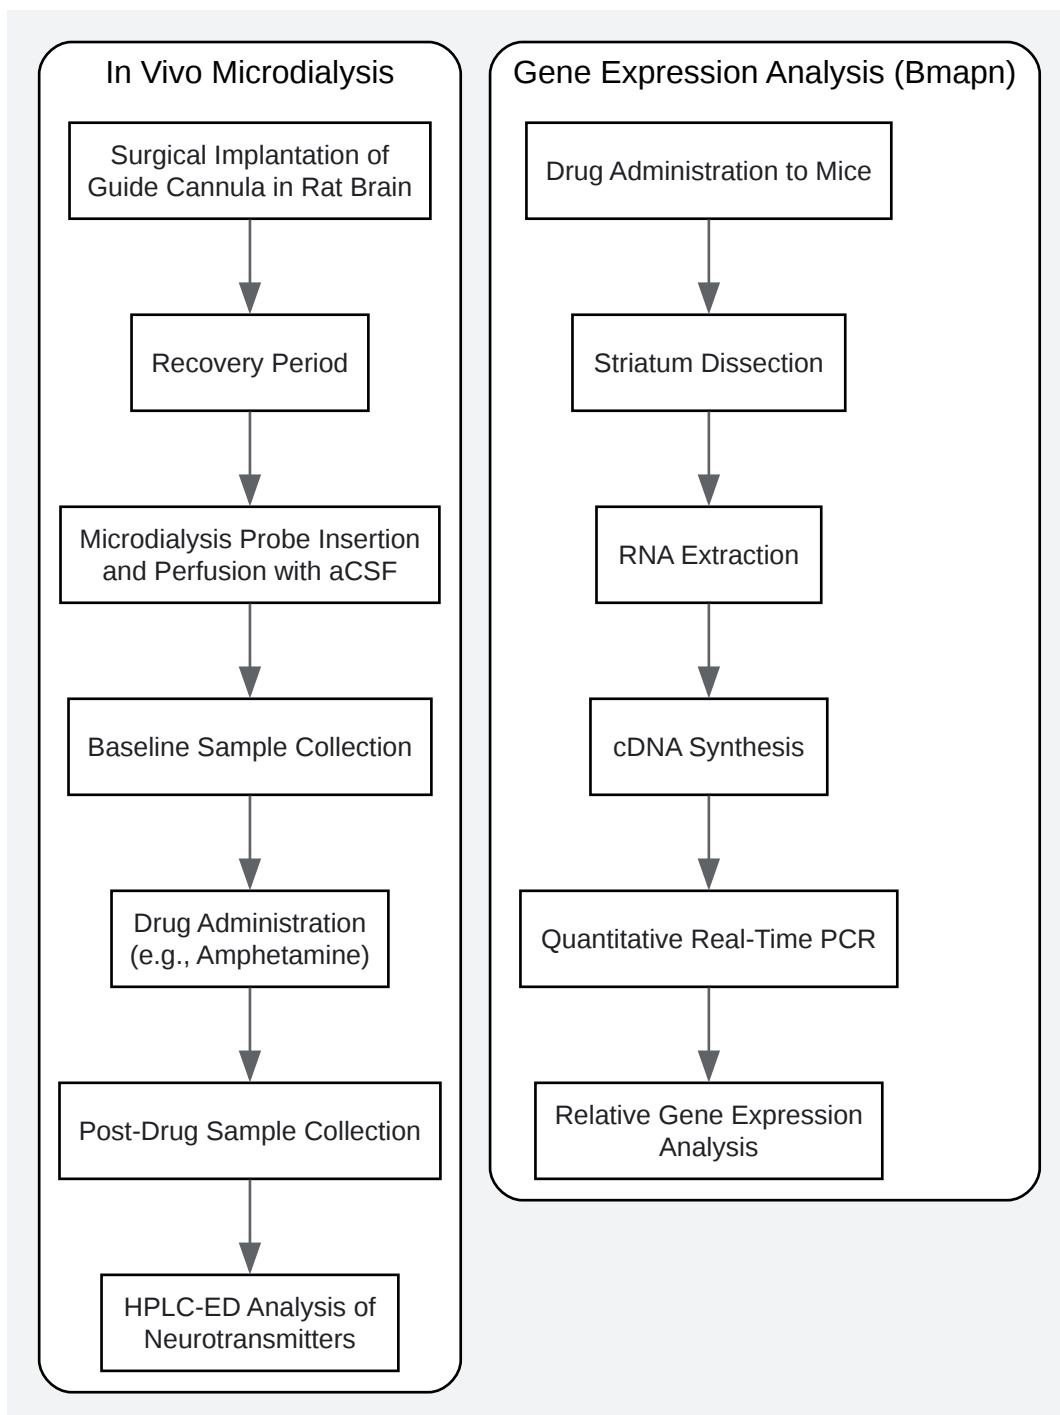 In Vivo Microdialysis
Surgical Implantation of
Guide Cannula in Rat Brain
Recovery Period
Microdialysis Probe Insertion
and Perfusion with aCSF
Baseline Sample Collection
Drug Administration
(e.g., Amphetamine)
Post-Drug Sample Collection
HPLC-ED Analysis of
Neurotransmitters
Gene Expression Analysis (Bmapn)
Drug Administration to Mice
Striatum Dissection
RNA Extraction
cDNA Synthesis
Quantitative Real-Time PCR
Relative Gene Expression
Analysis